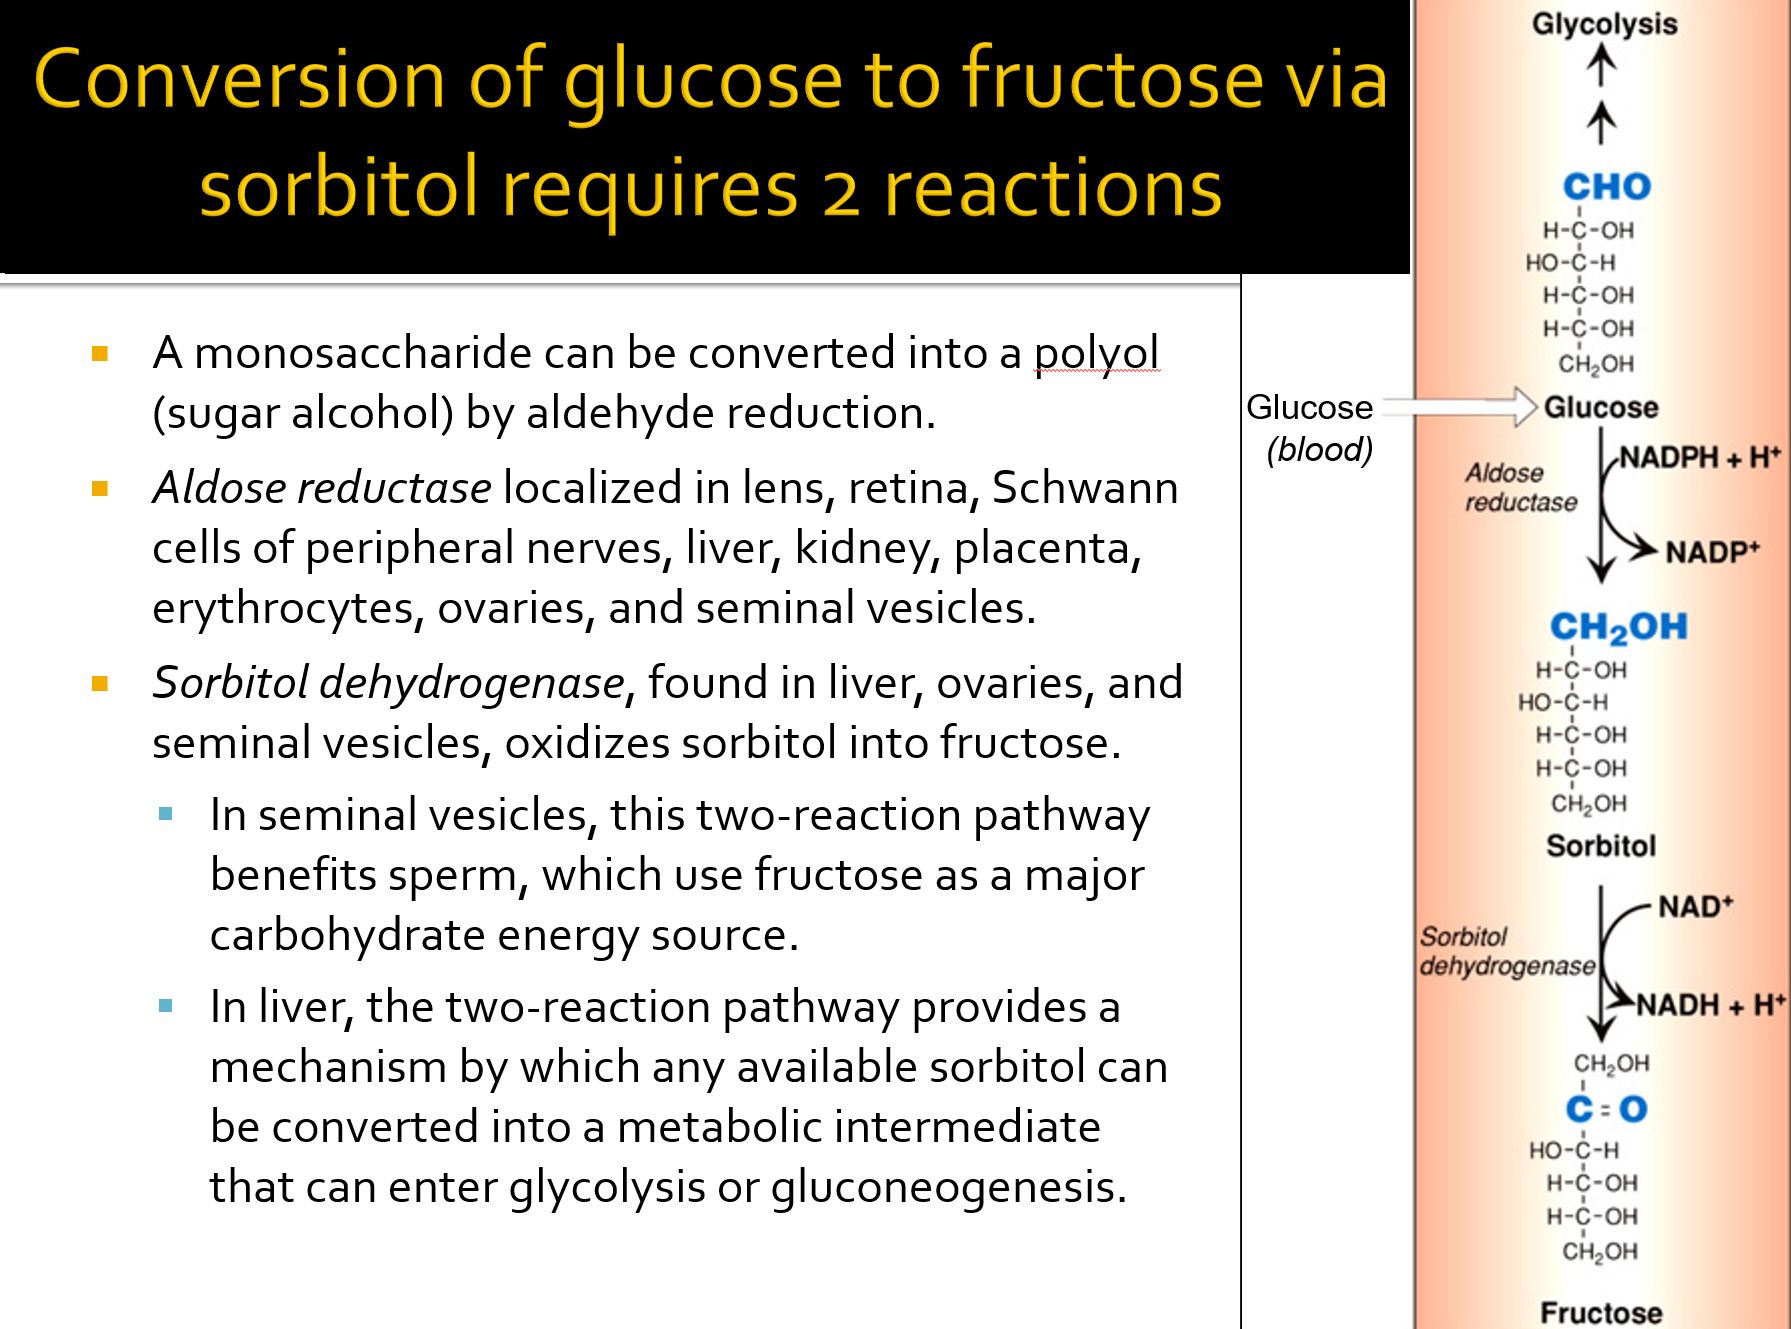 Conversion of glucose to fructose via
sorbitol requires 2 reactions
A monosaccharide can be converted into a polyol
(sugar alcohol) by aldehyde reduction.
Aldose reductase localized in lens, retina, Schwann
cells of peripheral nerves, liver, kidney, placenta,
erythrocytes, ovaries, and seminal vesicles.
Sorbitol dehydrogenase, found in liver, ovaries, and
seminal vesicles, oxidizes sorbitol into fructose.
In seminal vesicles, this two-reaction pathway
benefits sperm, which use fructose as a major
carbohydrate energy source.
In liver, the two-reaction pathway provides a
mechanism by which any available sorbitol can
be converted into a metabolic intermediate
that can enter glycolysis or gluconeogenesis.
Glucose
(blood)
Glycolysis
CHO
H-C-OH
HO-C-H
H-C-OH
H-C-OH
CH₂OH
Glucose
Aldose
reductase
NADPH + H⁺
NADP⁺
CH₂OH
H-C-OH
HO-C-H
H-C-OH
H-C-OH
CH₂OH
Sorbitol
Sorbitol
dehydrogenase
NAD⁺
NADH + H⁺
CH₂OH
C=O
HO-C-H
H-C-OH
H-C-OH
CH₂OH
Fructose